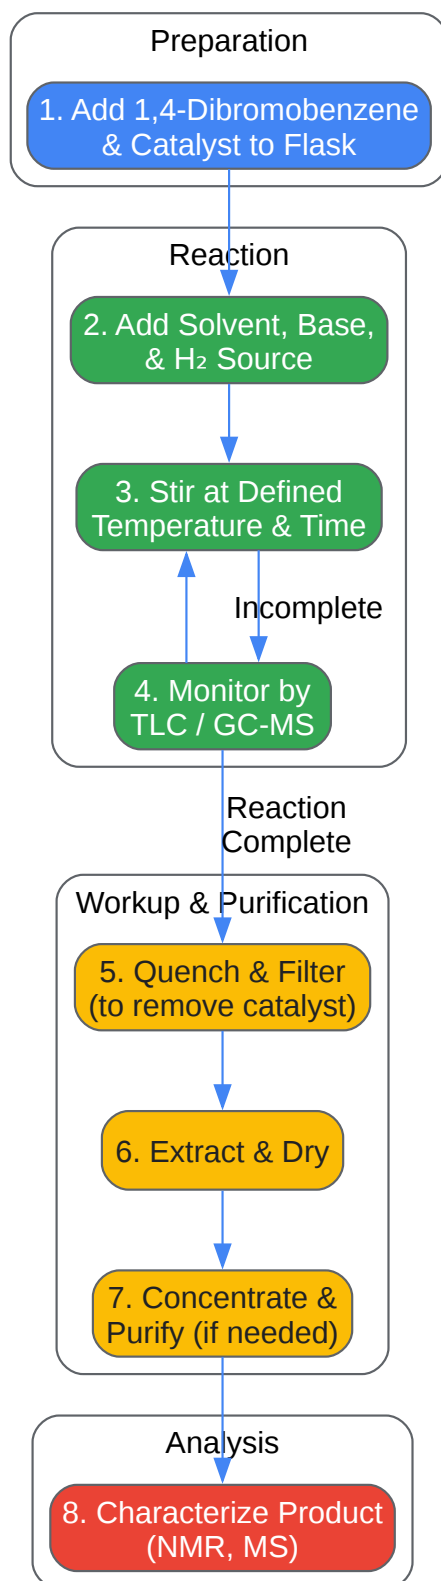 Preparation
1. Add 1,4-Dibromobenzene
& Catalyst to Flask
Reaction
2. Add Solvent, Base,
& H₂ Source
3. Stir at Defined
Temperature & Time
Incomplete
4. Monitor by
TLC / GC-MS
Reaction
Complete
Workup & Purification
5. Quench & Filter
(to remove catalyst)
6. Extract & Dry
7. Concentrate &
Purify (if needed)
Analysis
8. Characterize Product
(NMR, MS)